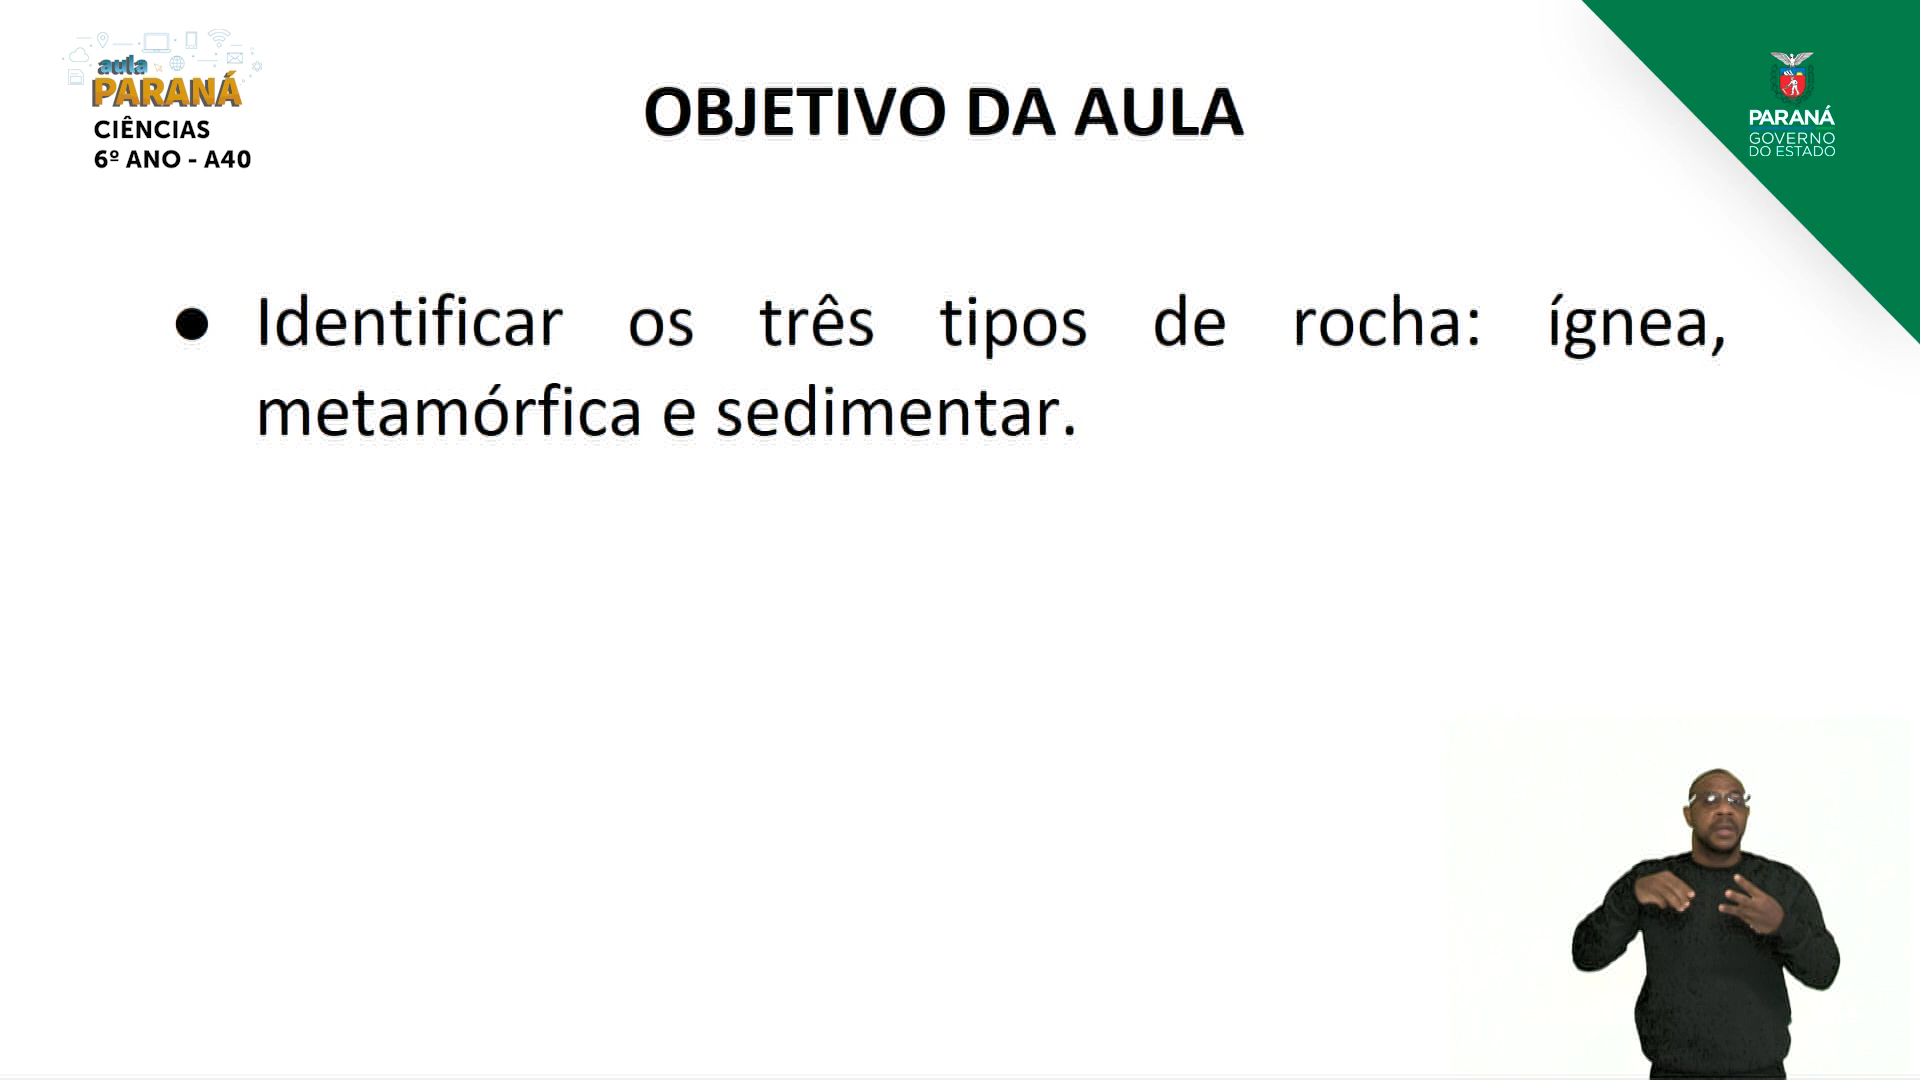 aula
PARANÁ
CIÊNCIAS
6º ANO - A40
OBJETIVO DA AULA
PARANÁ
GOVERNO
DO ESTADO
● Identificar os três tipos de rocha: ígnea,
metamórfica e sedimentar.